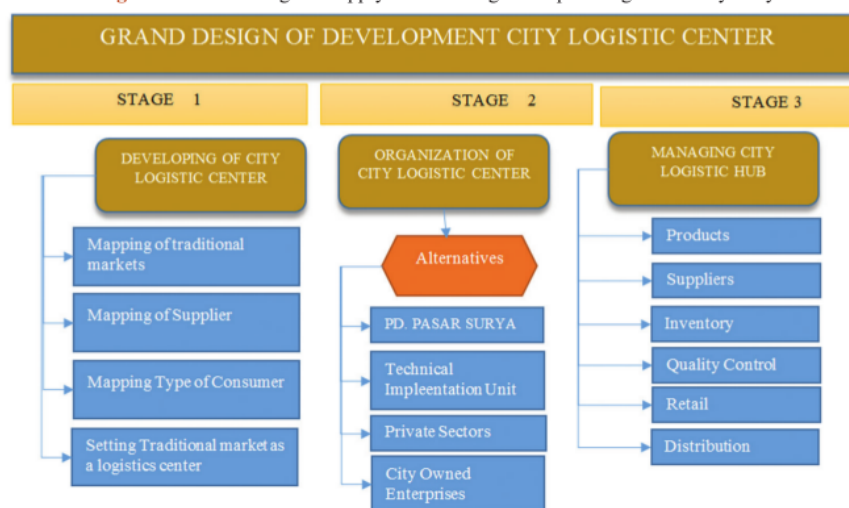 GRAND DESIGN OF DEVELOPMENT CITY LOGISTIC CENTER
STAGE 1
DEVELOPING OF CITY
LOGISTIC CENTER
Mapping of traditional
markets
Mapping of Supplier
Mapping Type of Consumer
Setting Traditional market as
a logistics center
STAGE 2
ORGANIZATION OF
CITY LOGISTIC CENTER
Alternatives
PD. PASAR SURYA
Technical
Impleentation Unit
Private Sectors
City Owned
Enterprises
STAGE 3
MANAGING CITY
LOGISTIC HUB
Products
Suppliers
Inventory
Quality Control
Retail
Distribution